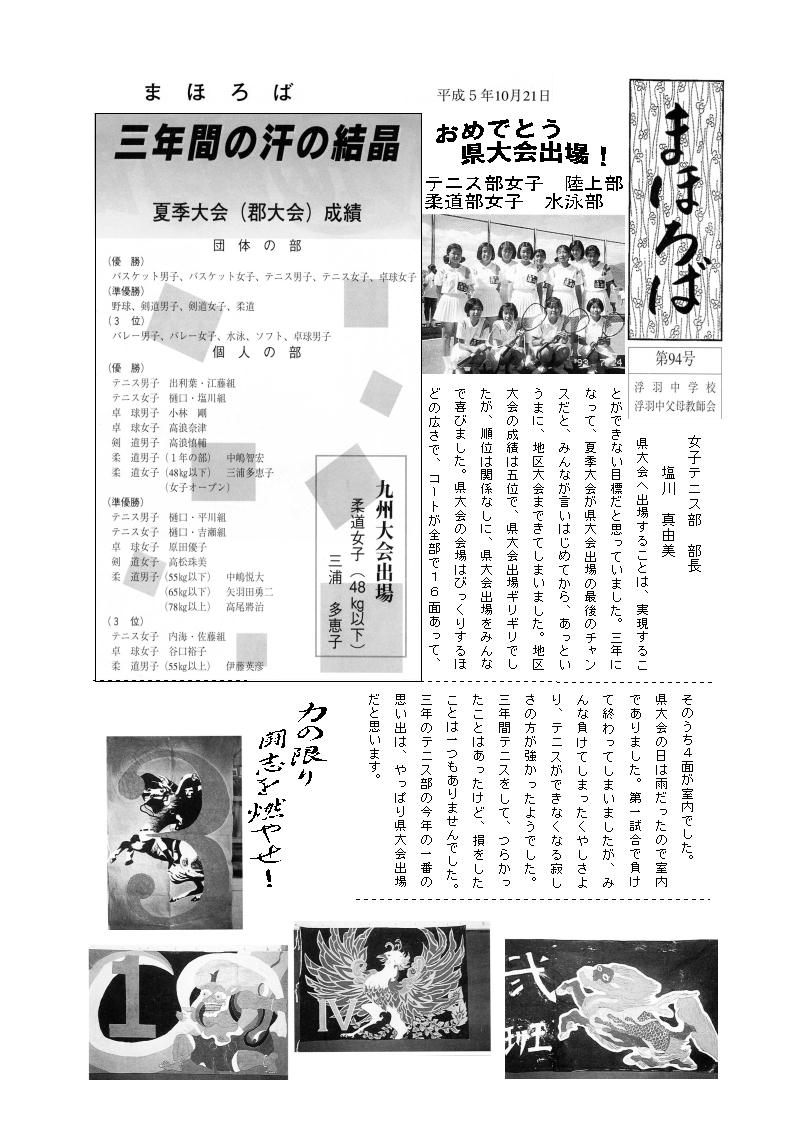 まほろば
平成５年10月21日
まほろば
第94号
浮羽中学校
浮羽中父母教師会
おめでとう
県大会出場！
テニス部女子　陸上部
柔道部女子　水泳部
'93 7 24
女子テニス部　部長
塩川　真由美
県大会へ出場することは、実現するこ
とができない目標だと思っていました。三年に
なって、夏季大会が県大会出場の最後のチャン
スだと、みんなが言いはじめてから、あっとい
うまに、地区大会まできてしまいました。地区
大会の成績は五位で、県大会出場ギリギリでし
たが、順位は関係なしに、県大会出場をみんな
で喜びました。県大会の会場はびっくりするほ
どの広さで、コートが全部で１６面あって、
そのうち４面が室内でした。
県大会の日は雨だったので室内
でありました。第一試合で負け
て終わってしまいましたが、み
んな負けてしまったくやしさよ
り、テニスができなくなる寂し
さの方が強かったようでした。
三年間テニスをして、つらかっ
たことはあったけど、損をした
ことは一つもありませんでした。
三年のテニス部の今年の一番の
思い出は、やっぱり県大会出場
だと思います。
三年間の汗の結晶
夏季大会（郡大会）成績
団体の部
（優　勝）
バスケット男子、バスケット女子、テニス男子、テニス女子、卓球女子
（準優勝）
野球、剣道男子、剣道女子、柔道
（３　位）
バレー男子、バレー女子、水泳、ソフト、卓球男子
個人の部
（優　勝）
テニス男子　出利葉・江藤組
テニス女子　樋口・塩川組
卓　球男子　小林　剛
卓　球女子　高浪奈津
剣　道男子　高浪慎輔
柔　道男子（１年の部）　中嶋智宏
柔　道女子（48㎏以下）　三浦多恵子
（女子オープン）
（準優勝）
テニス男子　樋口・平川組
テニス女子　樋口・吉瀬組
卓　球女子　原田優子
剣　道女子　高松珠美
柔　道男子（55㎏以下）　中嶋悦大
（65㎏以下）　矢羽田勇二
（78㎏以上）　高尾將治
（３　位）
テニス女子　内海・佐藤組
卓　球女子　谷口裕子
柔　道男子（55㎏以上）　伊藤英彦
九州大会出場
柔道女子（48㎏以下）
三浦　多恵子
力の限り
闘志を燃やせ！
3
1
Ⅳ
弐
班